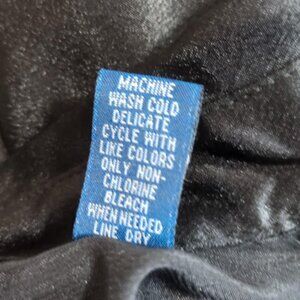 MACHINE
WASH COLD
DELICATE
CYCLE WITH
LIKE COLORS
ONLY NON-
CHLORINE
BLEACH
WHEN NEEDED
LINE DRY